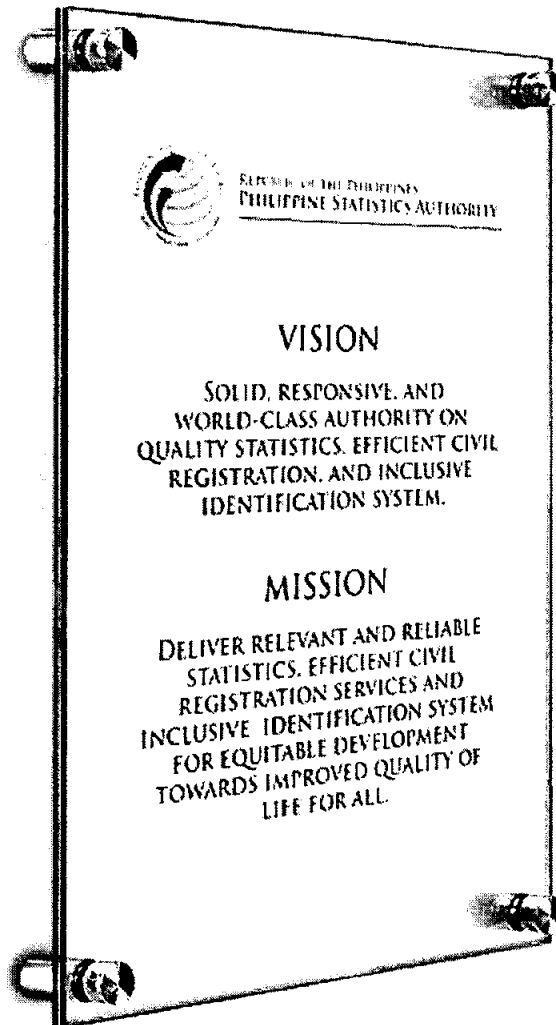 REPUBLIC OF THE PHILIPPINES
PHILIPPINE STATISTICS AUTHORITY
VISION
SOLID, RESPONSIVE, AND
WORLD-CLASS AUTHORITY ON
QUALITY STATISTICS, EFFICIENT CIVIL
REGISTRATION, AND INCLUSIVE
IDENTIFICATION SYSTEM.
MISSION
DELIVER RELEVANT AND RELIABLE
STATISTICS, EFFICIENT CIVIL
REGISTRATION SERVICES AND
INCLUSIVE IDENTIFICATION SYSTEM
FOR EQUITABLE DEVELOPMENT
TOWARDS IMPROVED QUALITY OF
LIFE FOR ALL.